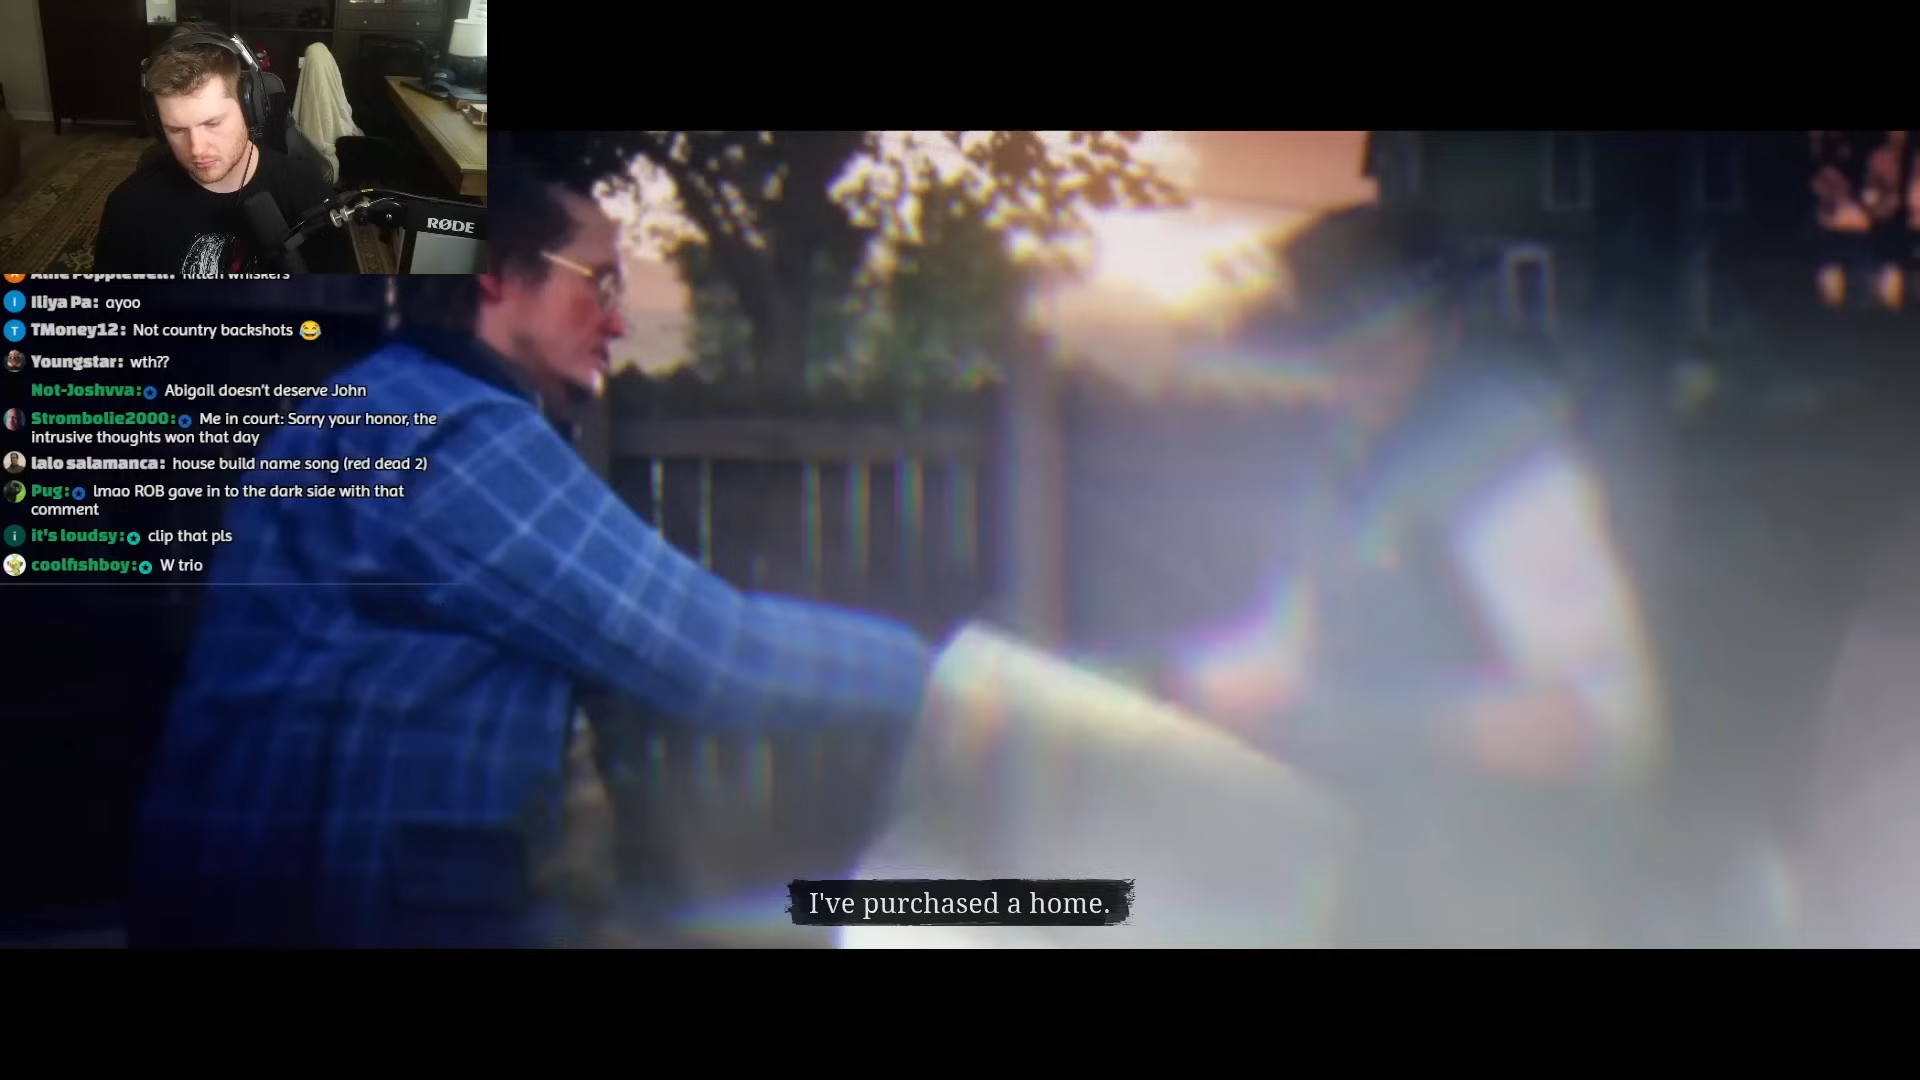 RØDE
Kitten whiskers
Iliya Pa: ayoo
TMoney12: Not country backshots 😂
Youngstar: wth??
Not-Joshvva: Abigail doesn't deserve John
Strombolie2000: Me in court: Sorry your honor, the
intrusive thoughts won that day
lalo salamanca: house build name song (red dead 2)
Pug: lmao ROB gave in to the dark side with that
comment
it's loudsy: clip that pls
coolfishboy: W trio
I've purchased a home.